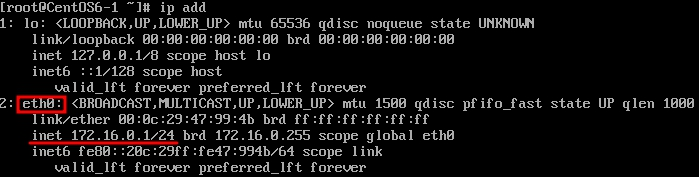 [root@CentOS6-1 ~]# ip add
1: lo: <LOOPBACK,UP,LOWER_UP> mtu 65536 qdisc noqueue state UNKNOWN
link/loopback 00:00:00:00:00:00 brd 00:00:00:00:00:00
inet 127.0.0.1/8 scope host lo
inet6 ::1/128 scope host
valid_lft forever preferred_lft forever
2: eth0: <BROADCAST,MULTICAST,UP,LOWER_UP> mtu 1500 qdisc pfifo_fast state UP qlen 1000
link/ether 00:0c:29:47:99:4b brd ff:ff:ff:ff:ff:ff
inet 172.16.0.1/24 brd 172.16.0.255 scope global eth0
inet6 fe80::20c:29ff:fe47:994b/64 scope link
valid_lft forever preferred_lft forever